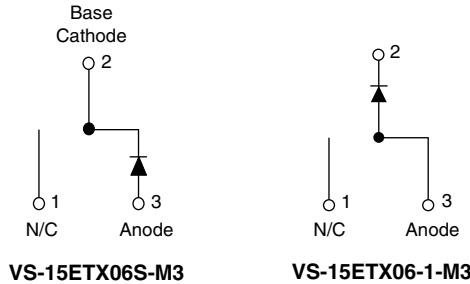 Base
Cathode
2
1
3
N/C
Anode
VS-15ETX06S-M3
2
1
3
N/C
Anode
VS-15ETX06-1-M3